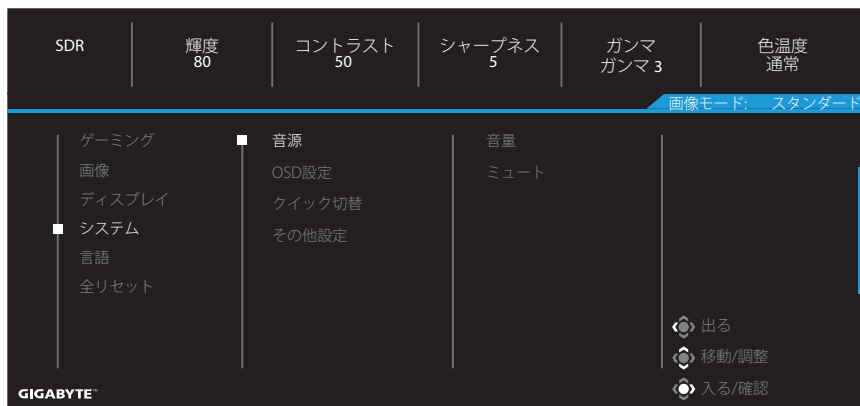 SDR
輝度
80
コントラスト
50
シャープネス
5
ガンマ
ガンマ 3
色温度
通常
画像モード: スタンダード
ゲーミング
画像
ディスプレイ
システム
言語
全リセット
音源
OSD設定
クイック切替
その他設定
音量
ミュート
出る
移動/調整
入る/確認
GIGABYTE™